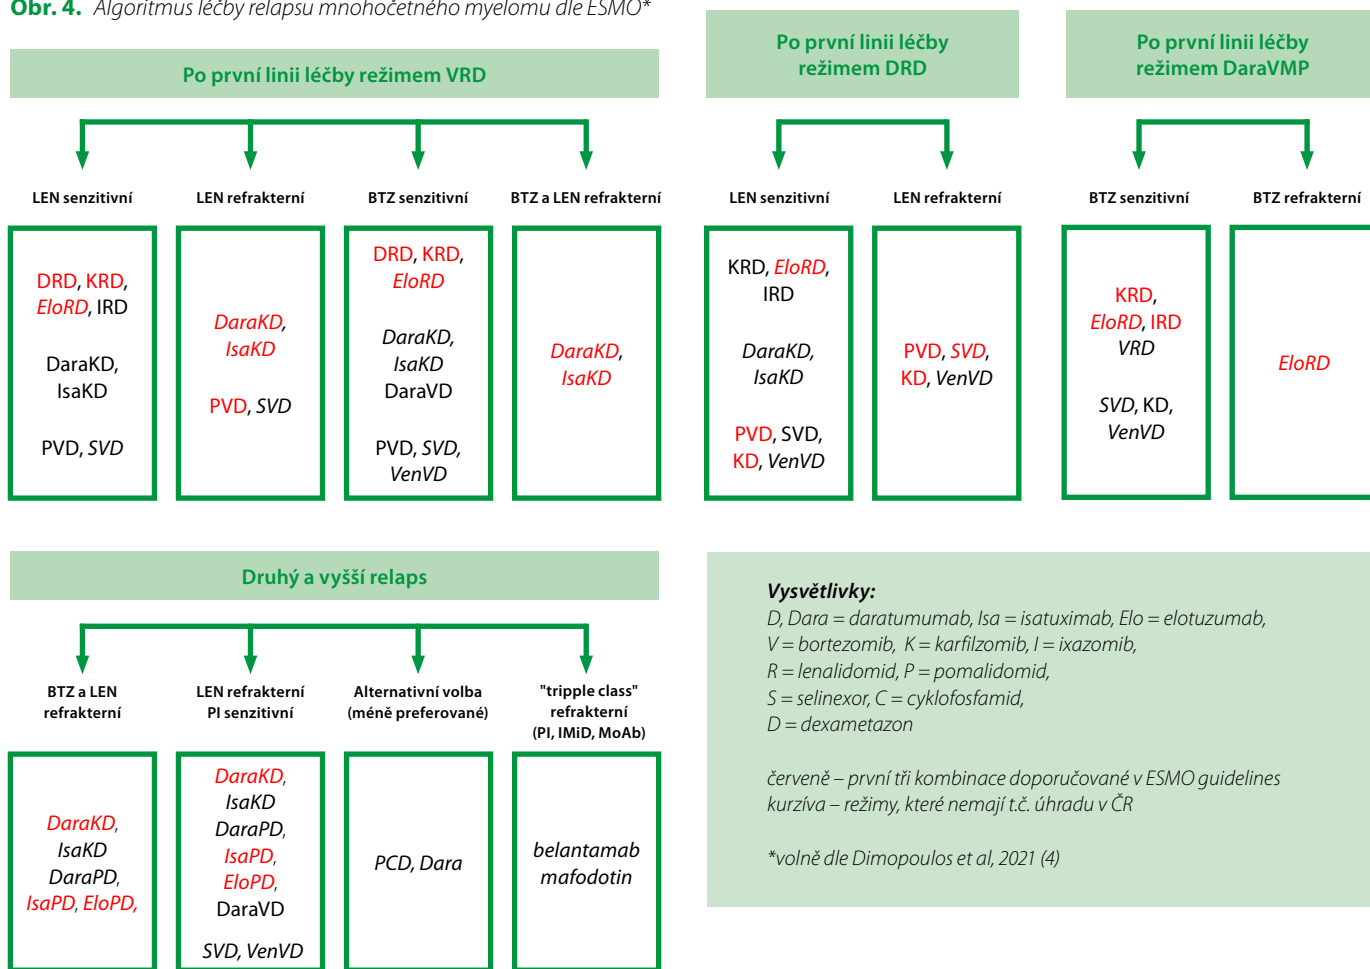 Obr. 4. Algoritmus léčby relapsu mnohočetného myelomu dle ESMO*
Po první linii léčby režimem VRD
LEN senzitivní
LEN refrakterní
BTZ senzitivní
BTZ a LEN refrakterní
DRD, KRD,
EloRD, IRD
DaraKD,
IsaKD
PVD, SVD
DaraKD,
IsaKD
PVD, SVD
DRD, KRD,
EloRD
DaraKD,
IsaKD
DaraVD
PVD, SVD,
VenVD
DaraKD,
IsaKD
Po první linii léčby
režimem DRD
LEN senzitivní
LEN refrakterní
KRD, EloRD,
IRD
DaraKD,
IsaKD
PVD, SVD,
KD, VenVD
PVD, SVD,
KD, VenVD
Po první linii léčby
režimem DaraVMP
BTZ senzitivní
BTZ refrakterní
KRD,
EloRD, IRD
VRD
SVD, KD,
VenVD
EloRD
Druhý a vyšší relaps
BTZ a LEN
refrakterní
LEN refrakterní
PI senzitivní
Alternativní volba
(méně preferované)
"tripple class"
refrakterní
(PI, IMiD, MoAb)
DaraKD,
IsaKD
DaraPD,
IsaPD, EloPD,
DaraKD,
IsaKD
DaraPD,
IsaPD,
EloPD,
DaraVD
SVD, VenVD
PCD, Dara
belantamab
mafodotin
Vysvětlivky:
D, Dara = daratumumab, Isa = isatuximab, Elo = elotuzumab,
V = bortezomib, K = karfilzomib, I = ixazomib,
R = lenalidomid, P = pomalidomid,
S = selinexor, C = cyklofosfamid,
D = dexametazon
červeně – první tři kombinace doporučované v ESMO guidelines
kurzíva – režimy, které nemají t.č. úhradu v ČR
*volně dle Dimopoulos et al, 2021 (4)